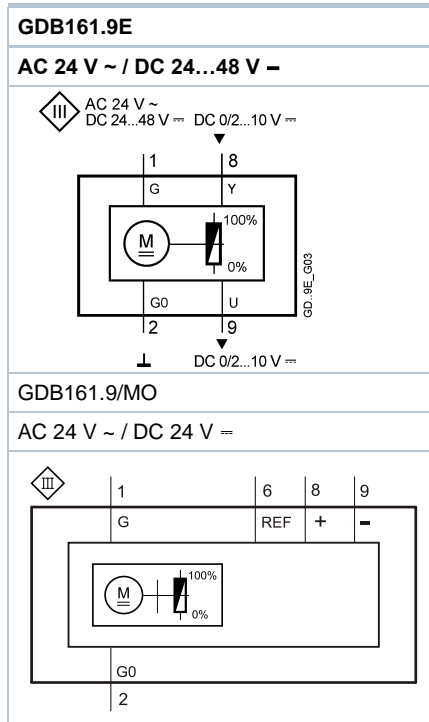 GDB161.9E
AC 24 V ~ / DC 24…48 V ⎓
III AC 24 V ~
DC 24...48 V ⎓ DC 0/2...10 V ⎓
1 8
G Y
100%
M
0%
G0 U
2 9
DC 0/2...10 V ⎓
GD..9E_G03
GDB161.9/MO
AC 24 V ~ / DC 24 V ⎓
III
1 6 8 9
G REF + -
100%
M
0%
G0
2